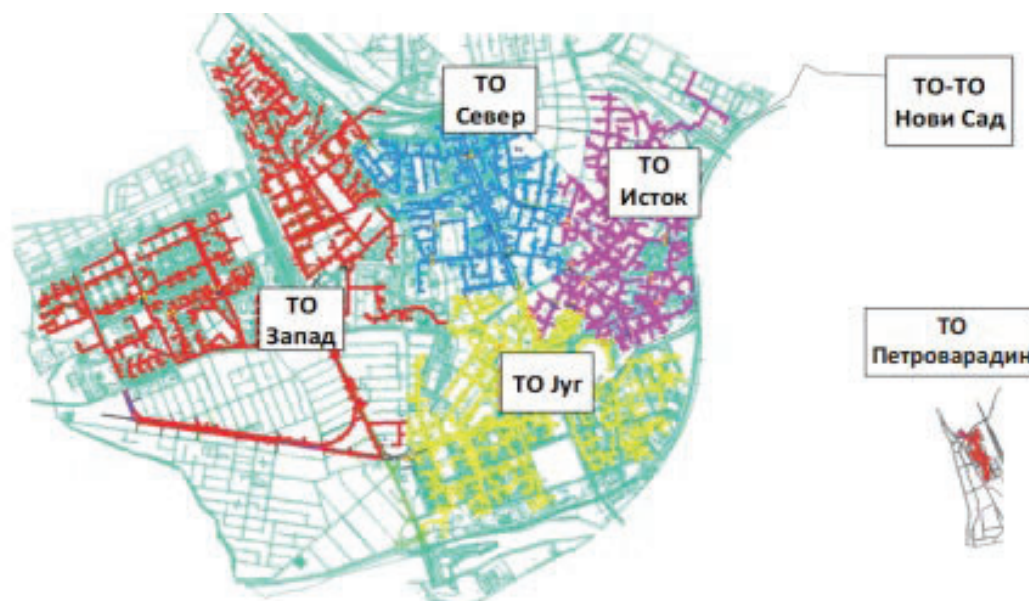 ТО
Север
ТО-ТО
Нови Сад
ТО
Исток
ТО
Запад
ТО Југ
ТО
Петроварадин